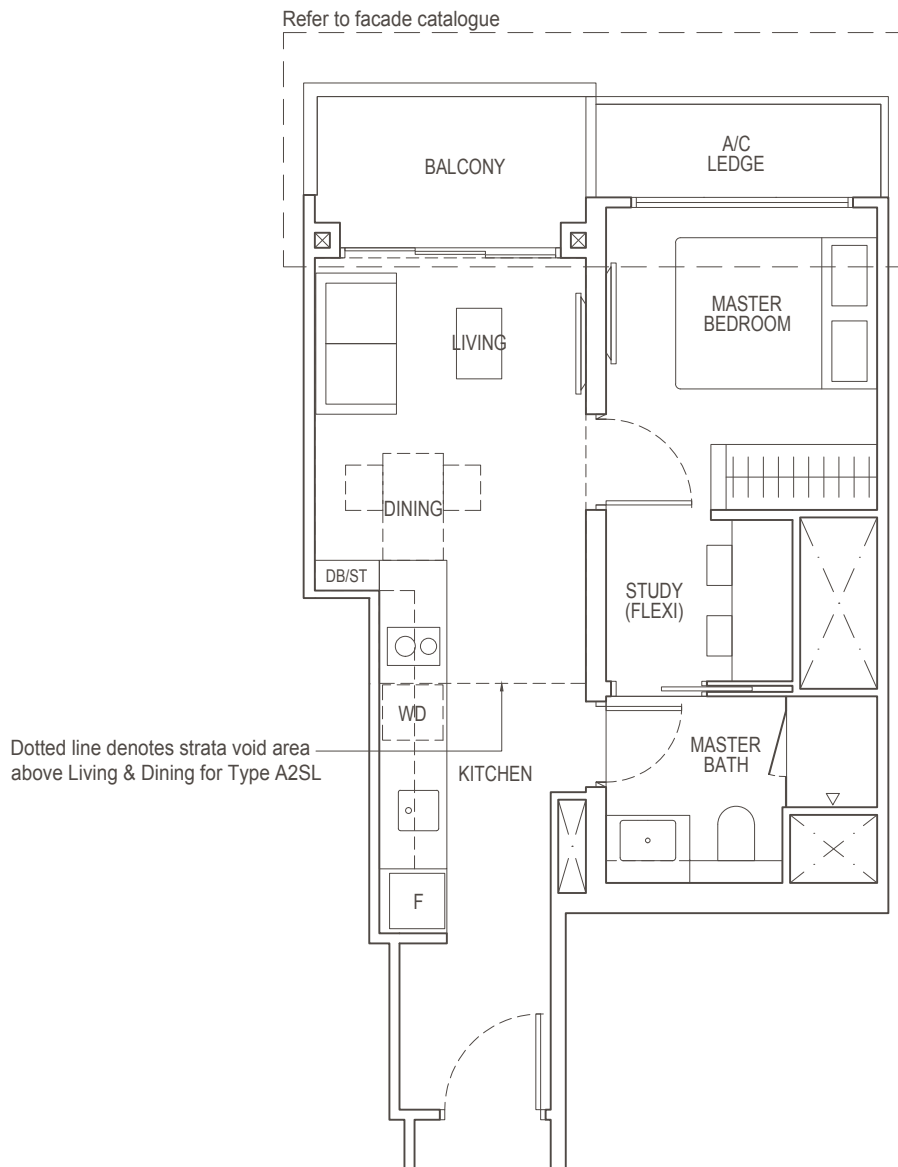 Refer to facade catalogue
BALCONY
A/C
LEDGE
MASTER
BEDROOM
LIVING
DINING
DB/ST
STUDY
(FLEXI)
WD
Dotted line denotes strata void area
above Living & Dining for Type A2SL
KITCHEN
MASTER
BATH
F